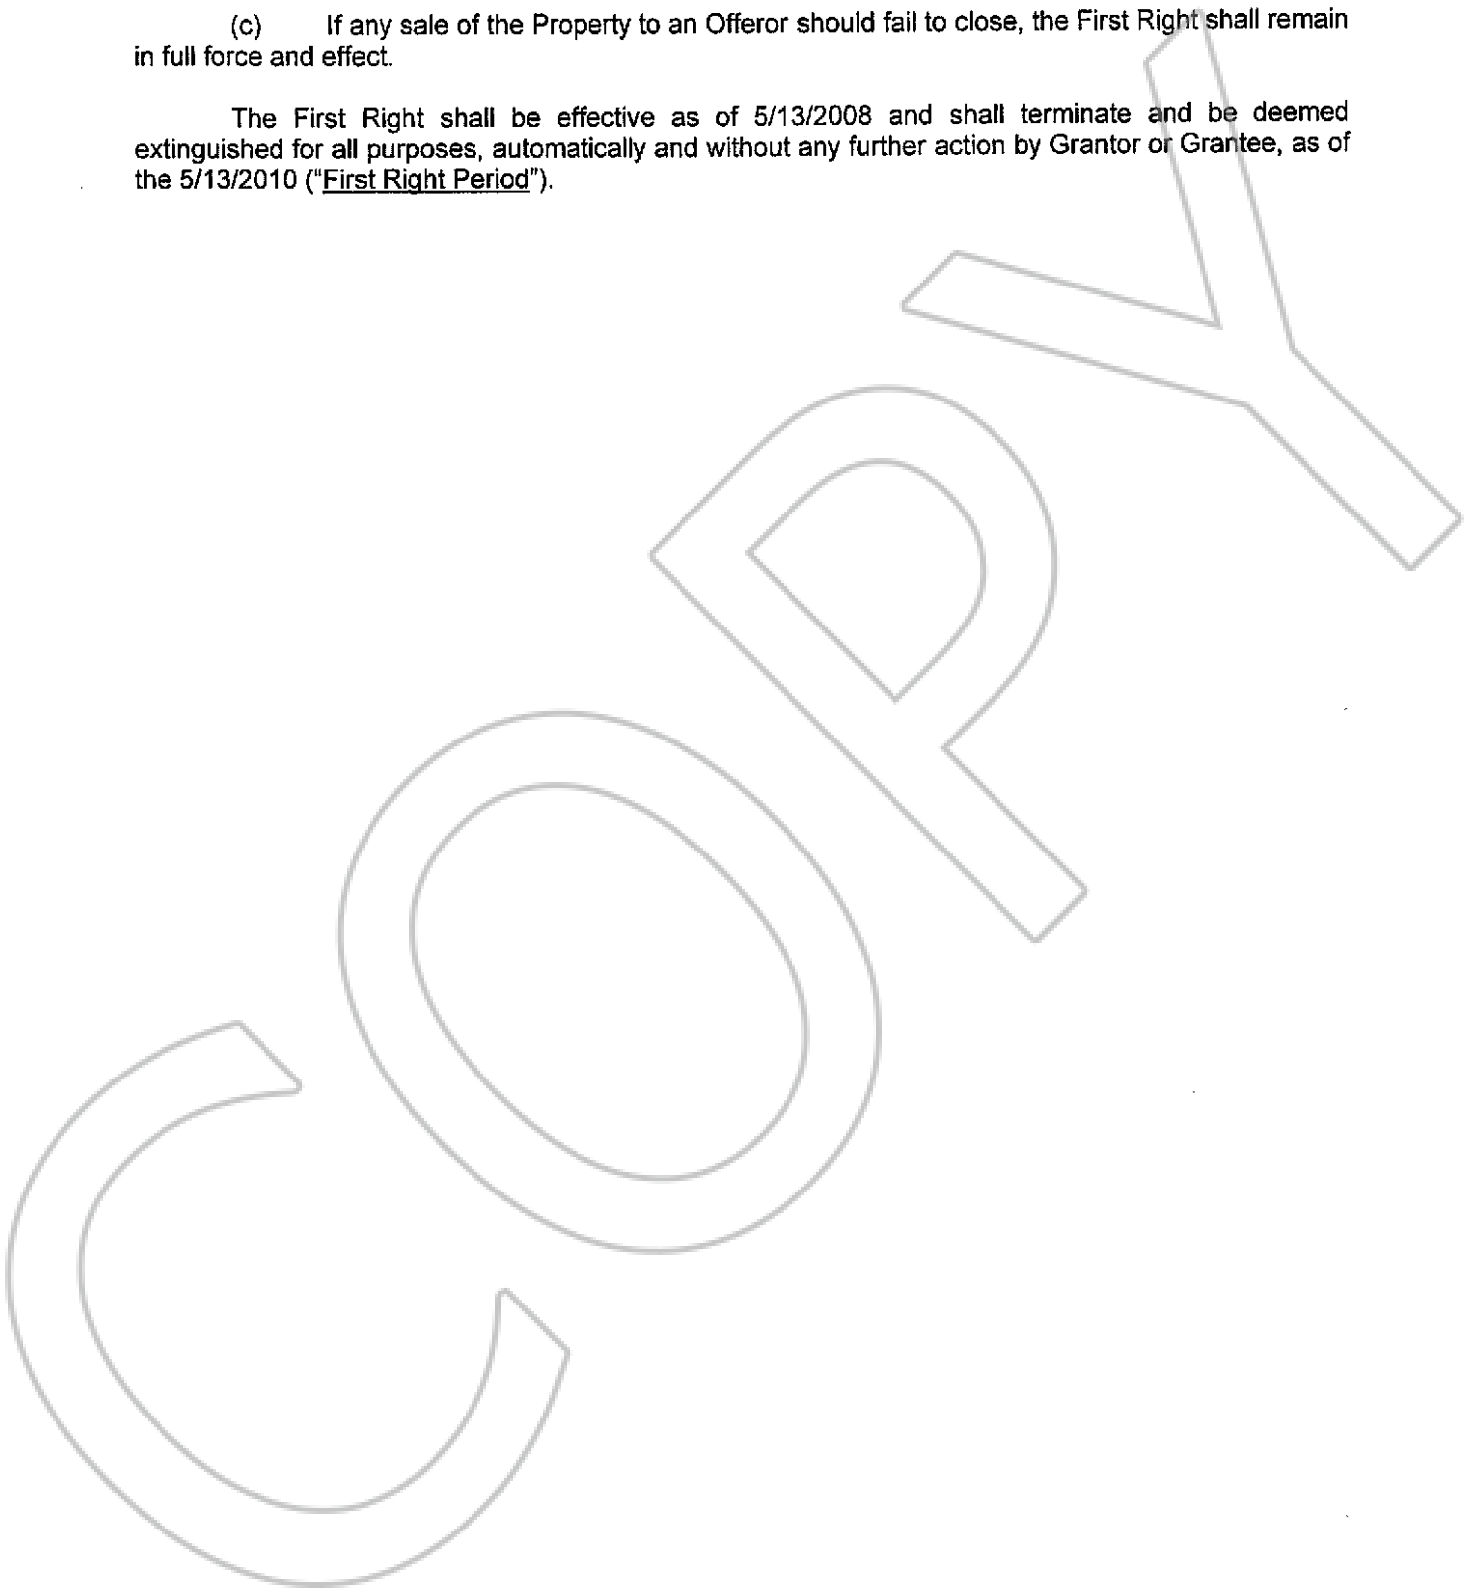 (c) If any sale of the Property to an Offeror should fail to close, the First Right shall remain
in full force and effect.
The First Right shall be effective as of 5/13/2008 and shall terminate and be deemed
extinguished for all purposes, automatically and without any further action by Grantor or Grantee, as of
the 5/13/2010 ("First Right Period").
COPY